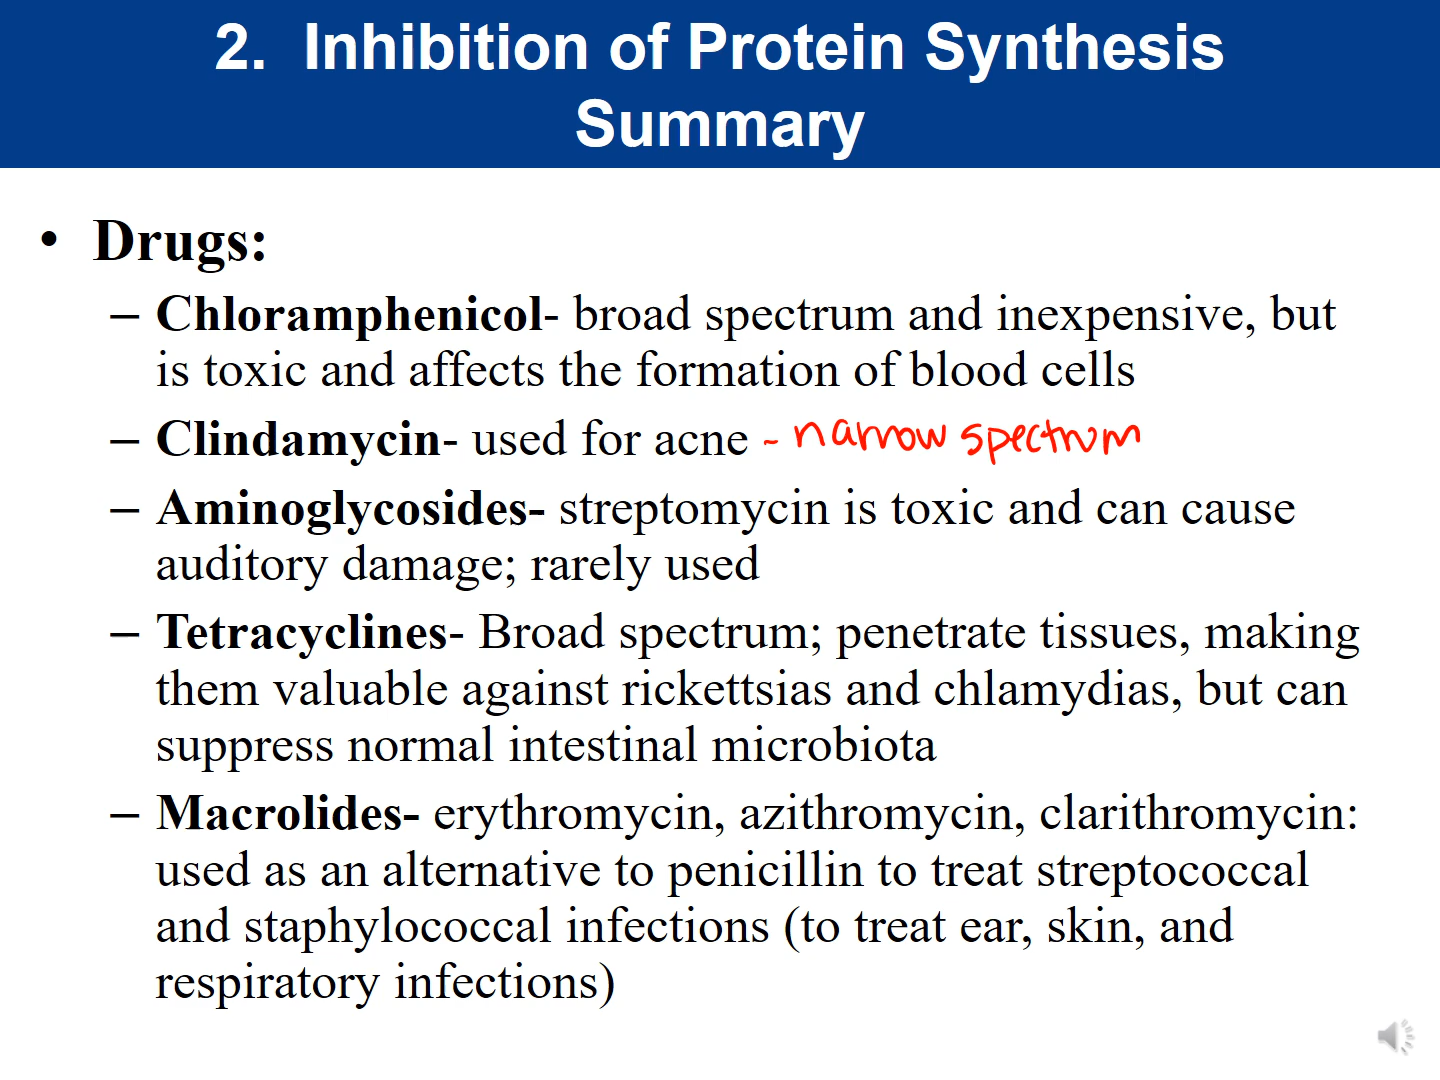 2. Inhibition of Protein Synthesis
Summary
• Drugs:
– Chloramphenicol- broad spectrum and inexpensive, but
is toxic and affects the formation of blood cells
– Clindamycin- used for acne - narrow spectrum
– Aminoglycosides- streptomycin is toxic and can cause
auditory damage; rarely used
– Tetracyclines- Broad spectrum; penetrate tissues, making
them valuable against rickettsias and chlamydias, but can
suppress normal intestinal microbiota
– Macrolides- erythromycin, azithromycin, clarithromycin:
used as an alternative to penicillin to treat streptococcal
and staphylococcal infections (to treat ear, skin, and
respiratory infections)